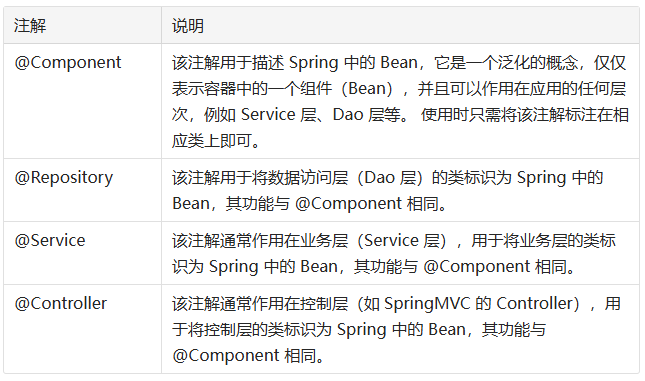 注解 说明
@Component 该注解用于描述 Spring 中的 Bean，它是一个泛化的概念，仅仅
表示容器中的一个组件（Bean），并且可以作用在应用的任何层
次，例如 Service 层、Dao 层等。 使用时只需将该注解标注在相
应类上即可。
@Repository 该注解用于将数据访问层（Dao 层）的类标识为 Spring 中的
Bean，其功能与 @Component 相同。
@Service 该注解通常作用在业务层（Service 层），用于将业务层的类标
识为 Spring 中的 Bean，其功能与 @Component 相同。
@Controller 该注解通常作用在控制层（如 SpringMVC 的 Controller），用
于将控制层的类标识为 Spring 中的 Bean，其功能与
@Component 相同。